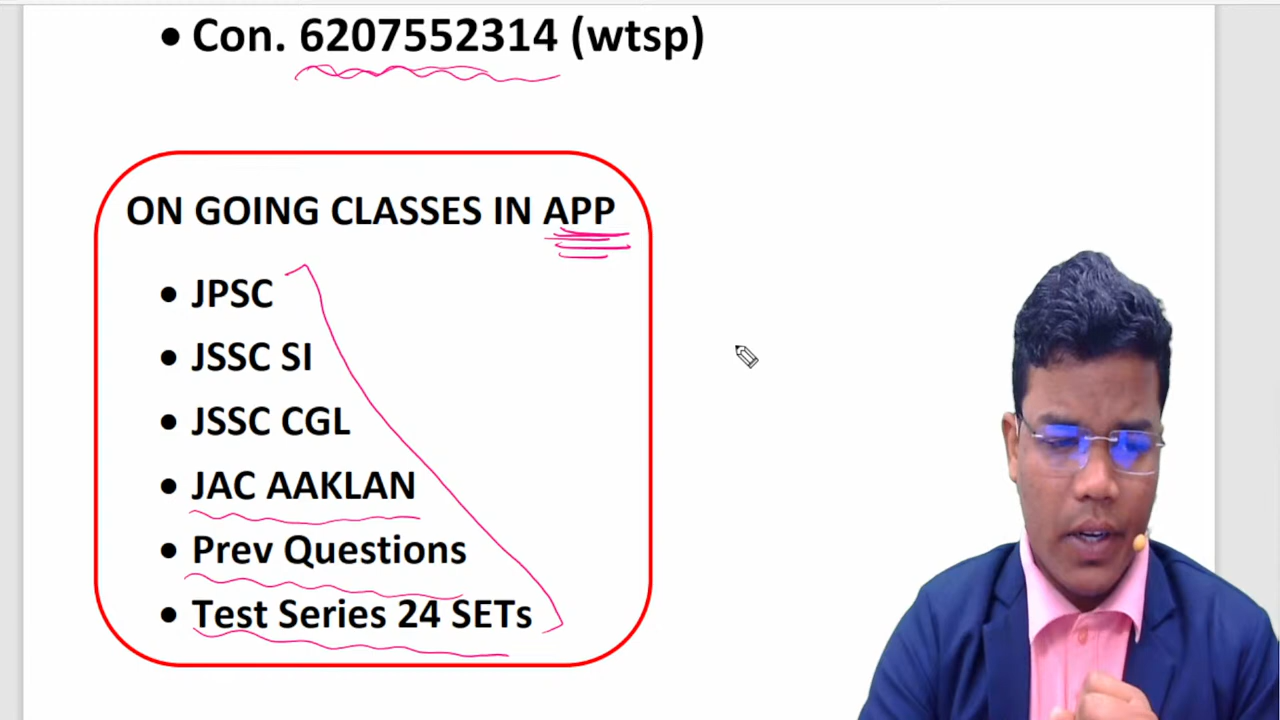 • Con. 6207552314 (wtsp)
ON GOING CLASSES IN APP
• JPSC
• JSSC SI
• JSSC CGL
• JAC AAKLAN
• Prev Questions
• Test Series 24 SETs